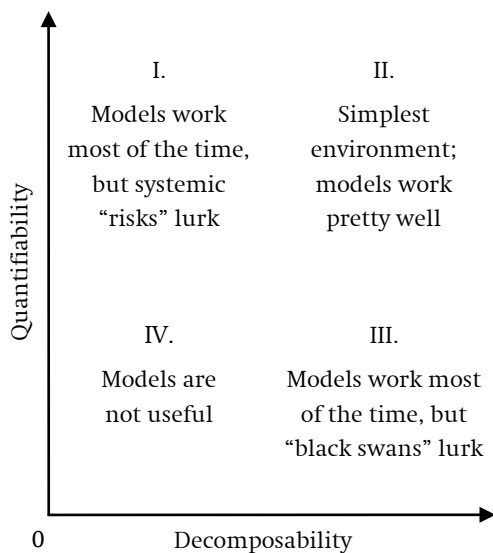 Quantifiability
I.
Models work
most of the time,
but systemic
“risks” lurk
II.
Simplest
environment;
models work
pretty well
IV.
Models are
not useful
III.
Models work most
of the time, but
“black swans” lurk
0
Decomposability